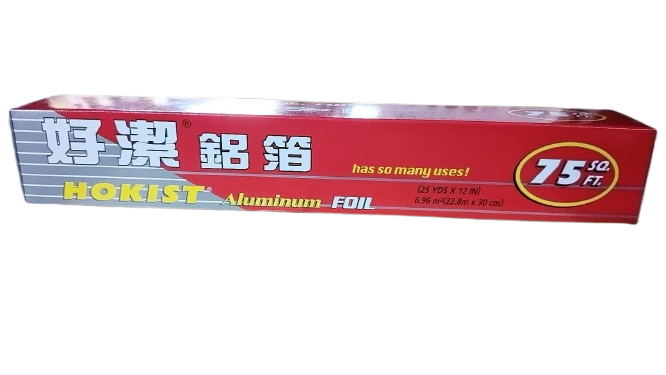 好潔® 鋁箔
has so many uses!
75 SQ. FT.
HOKIST® Aluminum FOIL
(25 YDS X 12 IN)
6.96 m²(22.8m x 30 cm)